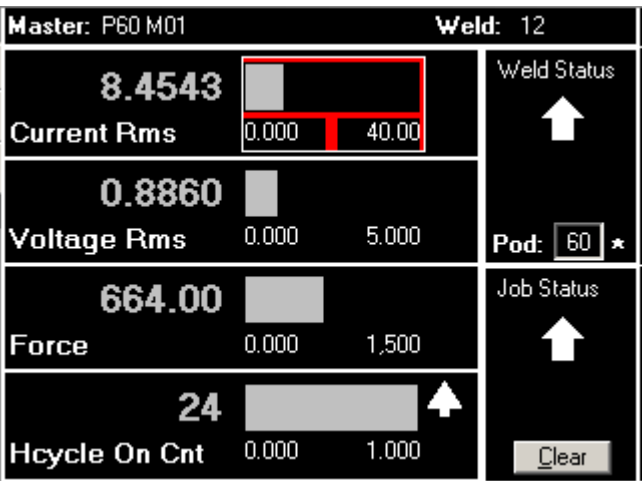 Master: P60 M01 Weld: 12
8.4543
Current Rms 0.000 40.00
0.8860
Voltage Rms 0.000 5.000
664.00
Force 0.000 1,500
24
Hcycle On Cnt 0.000 1.000
Weld Status
Pod: 60 *
Job Status
Clear